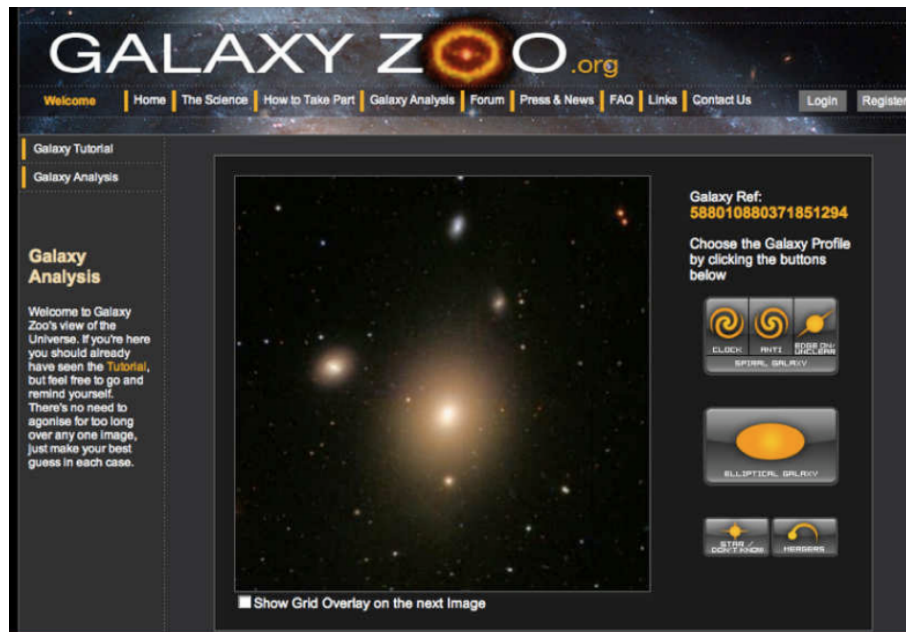 GALAXY ZOO.org
Welcome
Home
The Science
How to Take Part
Galaxy Analysis
Forum
Press & News
FAQ
Links
Contact Us
Login
Register
Galaxy Tutorial
Galaxy Analysis
Galaxy
Analysis
Welcome to Galaxy
Zoo's view of the
Universe. If you're here
you should already
have seen the Tutorial,
but feel free to go and
remind yourself.
There's no need to
agonise for too long
over any one image,
just make your best
guess in each case.
Galaxy Ref:
588010880371851294
Choose the Galaxy Profile
by clicking the buttons
below
CLOCK
ANTI
EDGE ON/
UNCLEAR
SPIRAL GALAXY
ELLIPTICAL GALAXY
STAR /
DON'T KNOW
MERGERS
Show Grid Overlay on the next Image